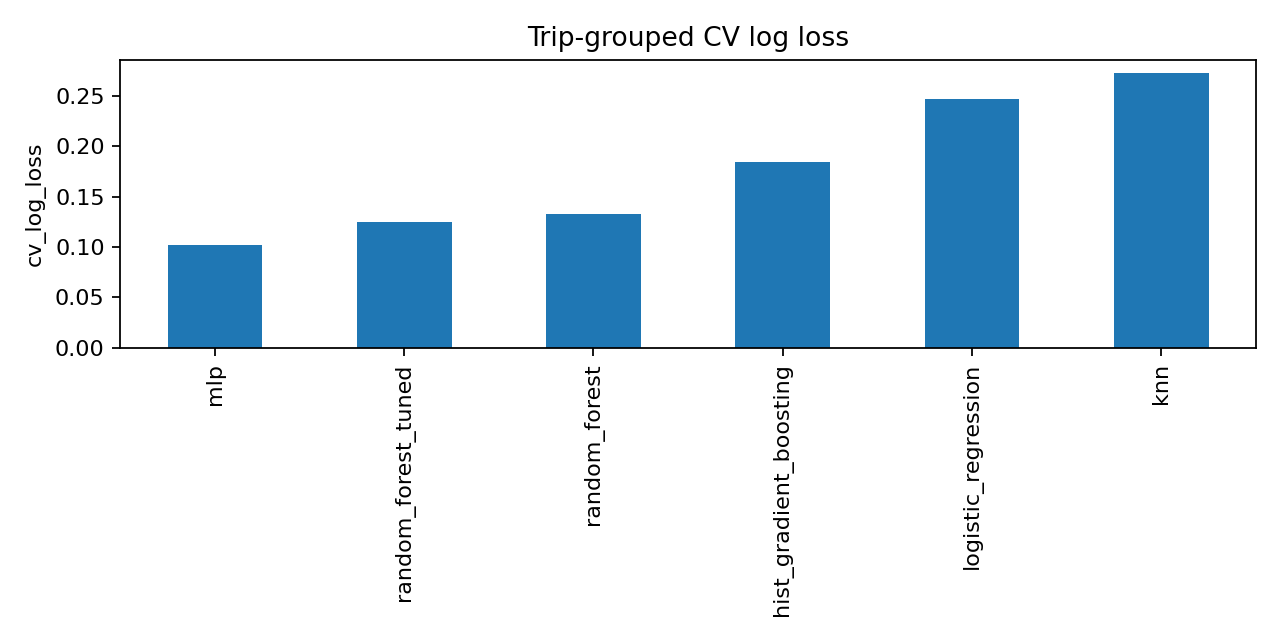 Trip-grouped CV log loss
cv_log_loss
0.25
0.20
0.15
0.10
0.05
0.00
mlp
random_forest_tuned
random_forest
hist_gradient_boosting
logistic_regression
knn